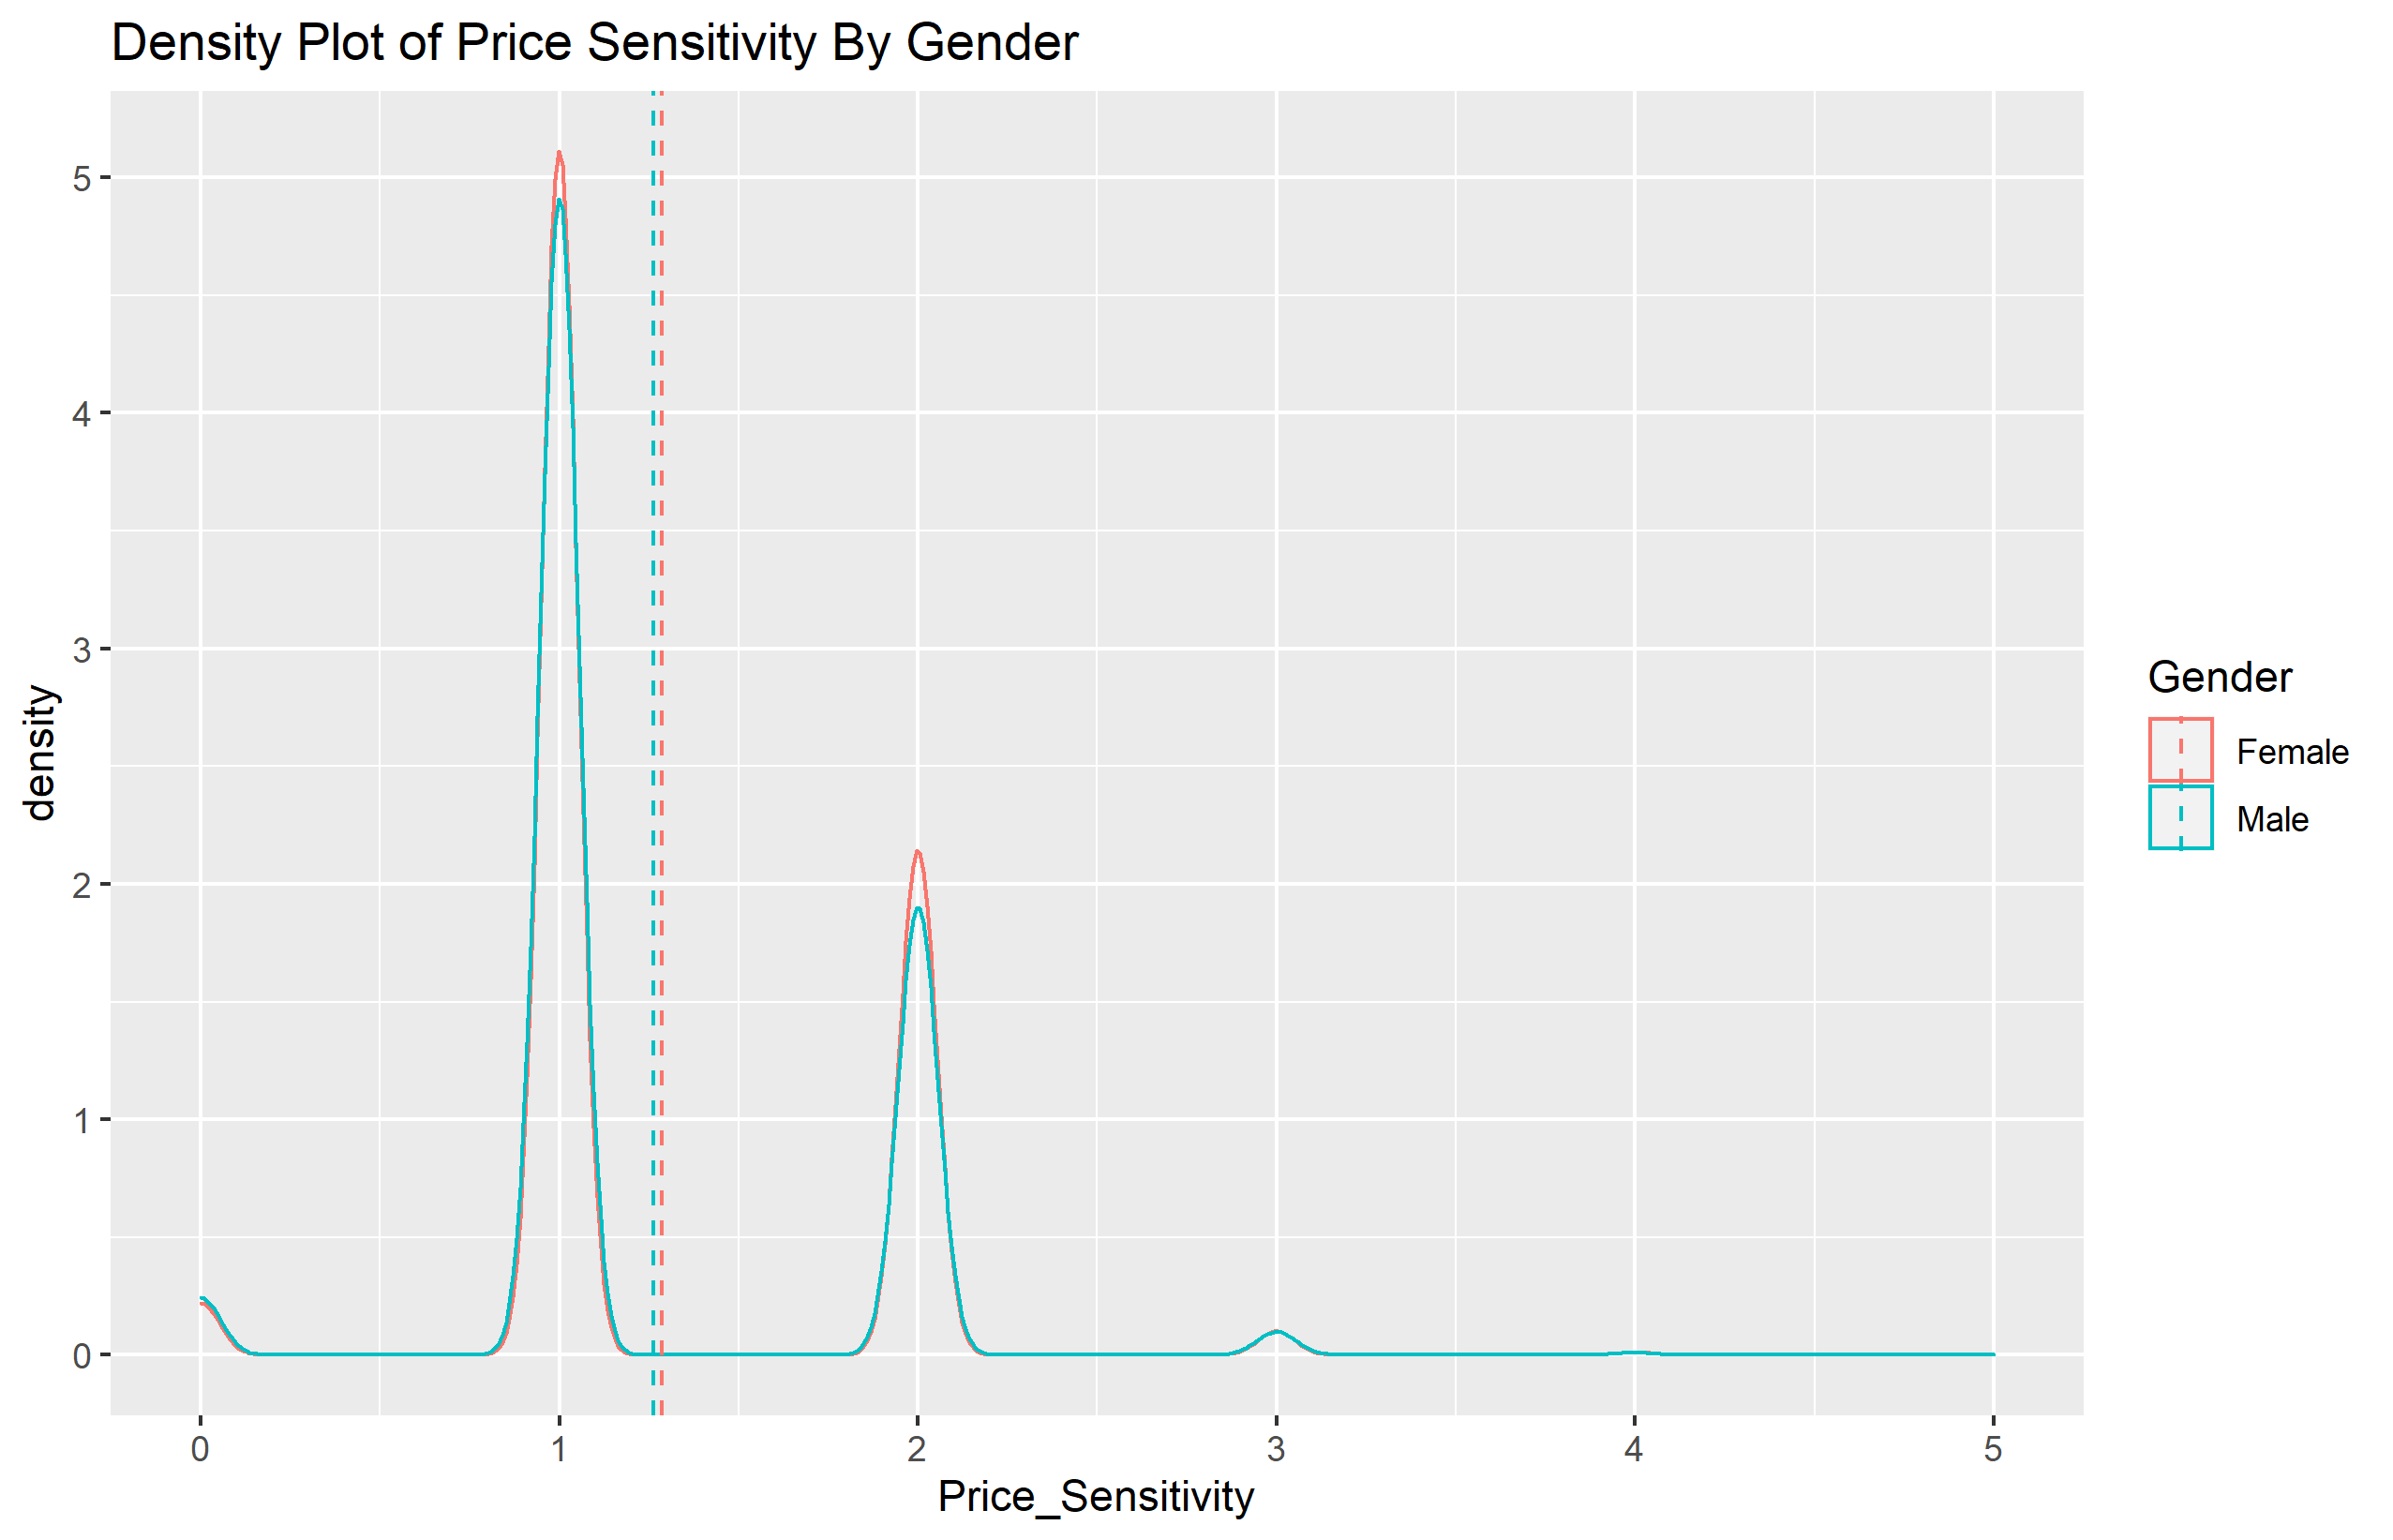 Density Plot of Price Sensitivity By Gender
5
4
3
2
1
0
density
0 1 2 3 4 5
Price_Sensitivity
Gender
Female
Male